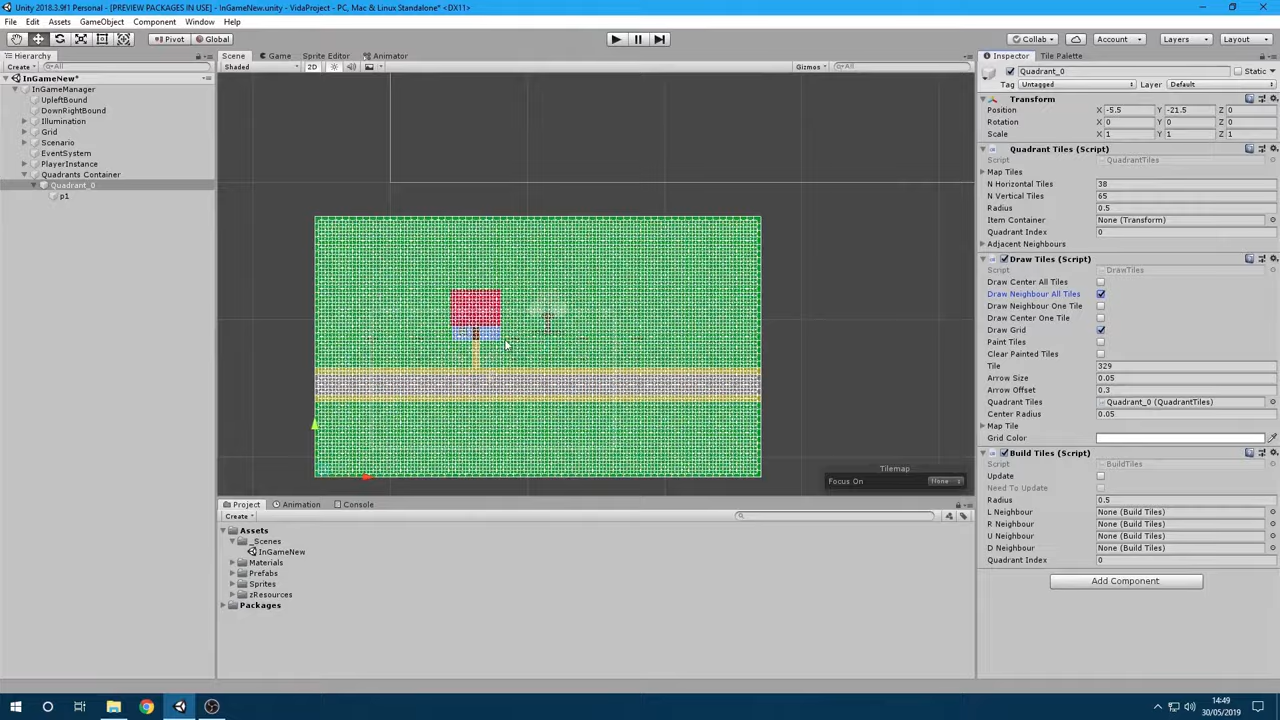 Unity 2018.3.9f1 Personal - [PREVIEW PACKAGES IN USE] - InGameNew.unity - VidaProject - PC, Mac & Linux Standalone* <DX11>
File Edit Assets GameObject Component Window Help
Pivot Global Collab Account Layers Layout
Hierarchy Scene Game Sprite Editor Animator Inspector Tile Palette
Create All Shaded 2D Gizmos All Quadrant_0 Static
InGameNew* Tag Untagged Layer Default
InGameManager
UpleftBound
DownRightBound
Illumination
Grid
Scenario
EventSystem
PlayerInstance
Quadrants Container
Quadrant_0
p1
Transform
Position X -5.5 Y -21.5 Z 0
Rotation X 0 Y 0 Z 0
Scale X 1 Y 1 Z 1
Quadrant Tiles (Script)
Script QuadrantTiles
Map Tiles
N Horizontal Tiles 38
N Vertical Tiles 65
Radius 0.5
Item Container None (Transform)
Quadrant Index 0
Adjacent Neighbours
Draw Tiles (Script)
Script DrawTiles
Draw Center All Tiles
Draw Neighbour All Tiles
Draw Neighbour One Tile
Draw Center One Tile
Draw Grid
Paint Tiles
Clear Painted Tiles
Tile 329
Arrow Size 0.05
Arrow Offset 0.3
Quadrant Tiles Quadrant_0 (QuadrantTiles)
Center Radius 0.05
Map Tile
Grid Color
Build Tiles (Script)
Script BuildTiles
Update
Need To Update
Radius 0.5
L Neighbour None (Build Tiles)
R Neighbour None (Build Tiles)
U Neighbour None (Build Tiles)
D Neighbour None (Build Tiles)
Quadrant Index 0
Add Component
Tilemap
Focus On None
Project Animation Console
Create
Assets
_Scenes
InGameNew
Materials
Prefabs
Sprites
zResources
Packages
14:49
30/05/2019